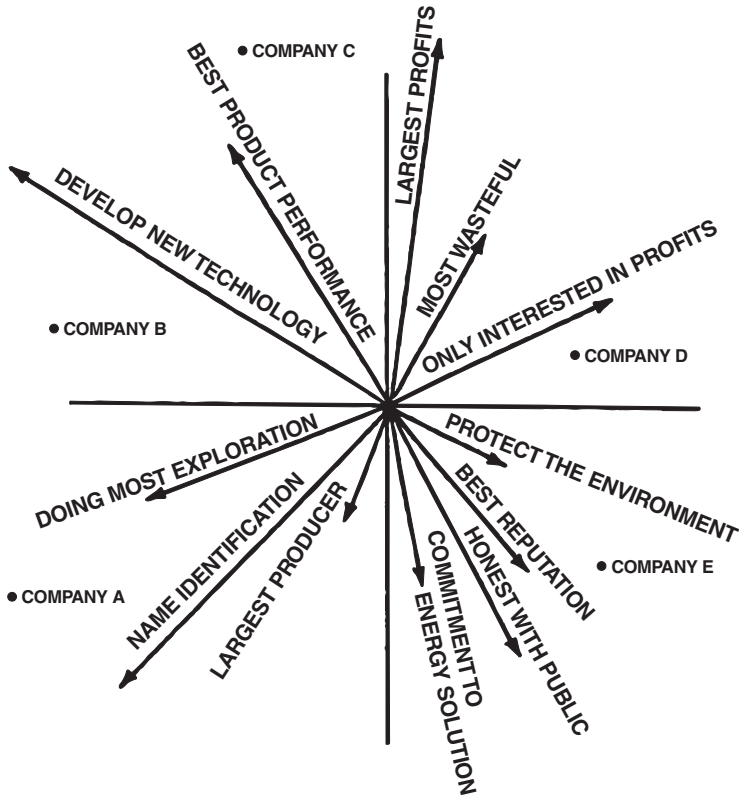 COMPANY C
LARGEST PROFITS
BEST PRODUCT PERFORMANCE
MOST WASTEFUL
DEVELOP NEW TECHNOLOGY
ONLY INTERESTED IN PROFITS
COMPANY B
COMPANY D
DOING MOST EXPLORATION
PROTECT THE ENVIRONMENT
NAME IDENTIFICATION
BEST REPUTATION
LARGEST PRODUCER
HONEST WITH PUBLIC
COMPANY E
COMPANY A
COMMITMENT TO
ENERGY SOLUTION